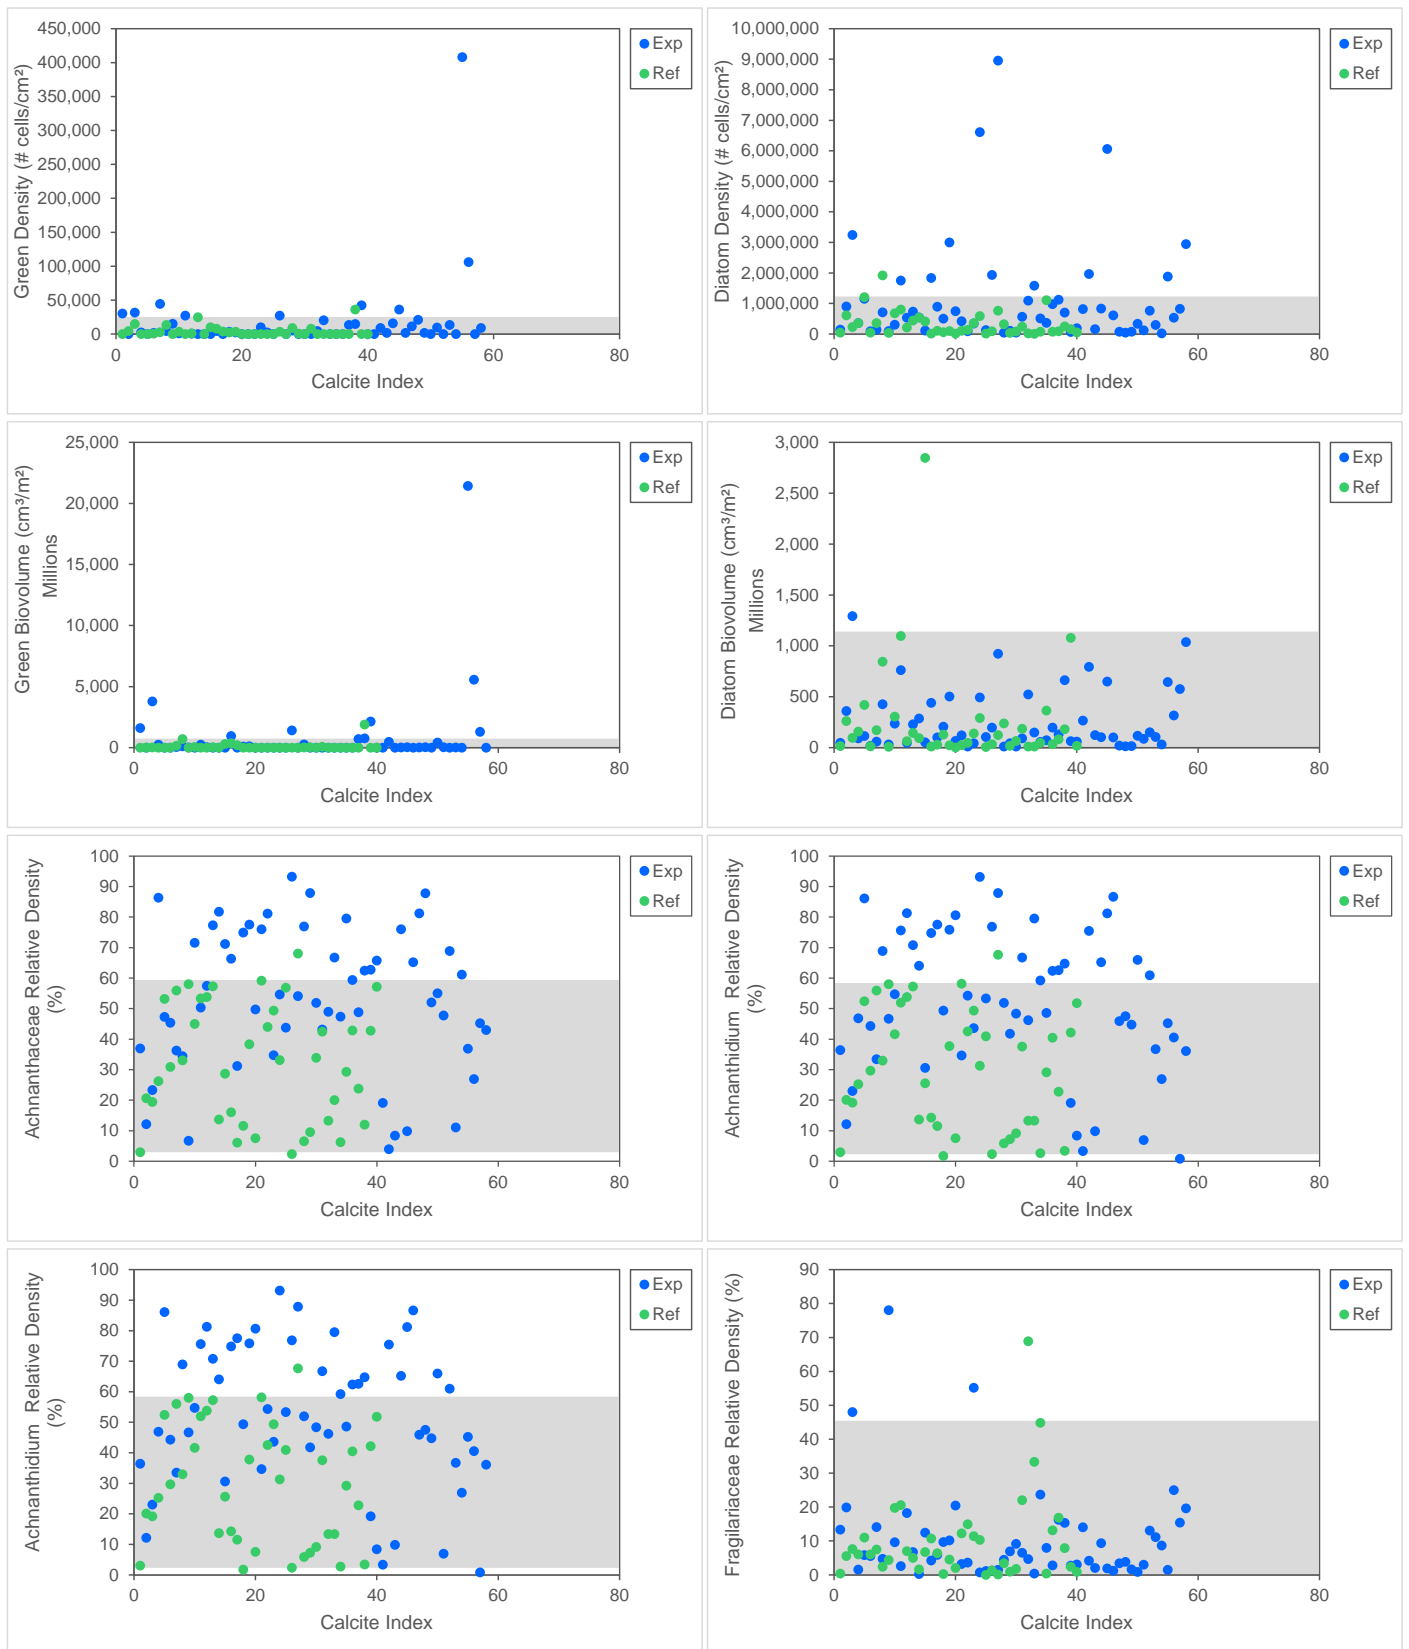 450,000
400,000
350,000
300,000
250,000
200,000
150,000
100,000
50,000
0
0 20 40 60 80
Green Density (# cells/cm²)
Calcite Index
Exp
Ref
10,000,000
9,000,000
8,000,000
7,000,000
6,000,000
5,000,000
4,000,000
3,000,000
2,000,000
1,000,000
0
0 20 40 60 80
Diatom Density (# cells/cm²)
Calcite Index
Exp
Ref
25,000
20,000
15,000
10,000
5,000
0
0 20 40 60 80
Green Biovolume (cm³/m²)
Millions
Calcite Index
Exp
Ref
3,000
2,500
2,000
1,500
1,000
500
0
0 20 40 60 80
Diatom Biovolume (cm³/m²)
Millions
Calcite Index
Exp
Ref
100
90
80
70
60
50
40
30
20
10
0
0 20 40 60 80
Achnanthaceae Relative Density
(%)
Calcite Index
Exp
Ref
100
90
80
70
60
50
40
30
20
10
0
0 20 40 60 80
Achnanthidium Relative Density
(%)
Calcite Index
Exp
Ref
100
90
80
70
60
50
40
30
20
10
0
0 20 40 60 80
Achnanthidium Relative Density
(%)
Calcite Index
Exp
Ref
90
80
70
60
50
40
30
20
10
0
0 20 40 60 80
Fragilariaceae Relative Density (%)
Calcite Index
Exp
Ref